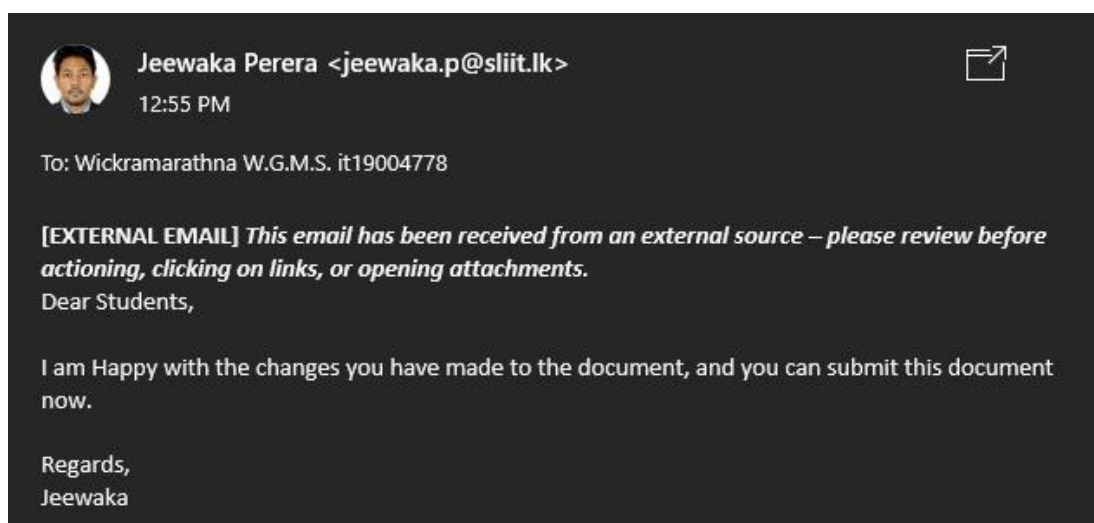 Jeewaka Perera <jeewaka.p@sliit.lk>
12:55 PM
To: Wickramarathna W.G.M.S. it19004778
[EXTERNAL EMAIL] This email has been received from an external source – please review before
actioning, clicking on links, or opening attachments.
Dear Students,
I am Happy with the changes you have made to the document, and you can submit this document
now.
Regards,
Jeewaka